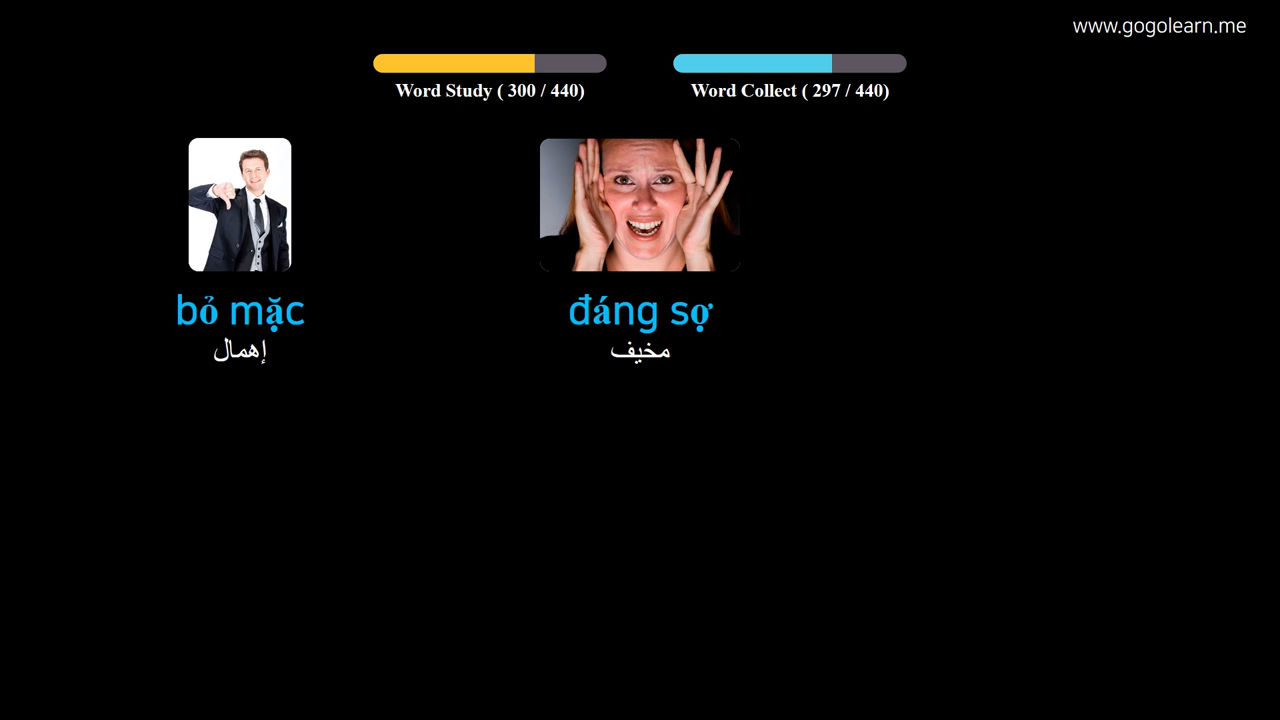 www.gogolearn.me
Word Study ( 300 / 440)
Word Collect ( 297 / 440)
bỏ mặc
إهمال
đáng sợ
مخيف